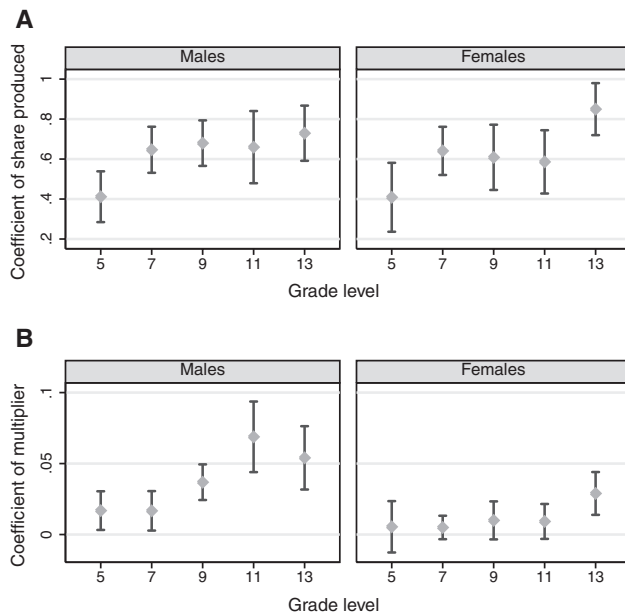 A
Males Females
Coefficient of share produced
1
.8
.6
.4
.2
5 7 9 11 13 5 7 9 11 13
Grade level
B
Males Females
Coefficient of multiplier
.1
.05
0
5 7 9 11 13 5 7 9 11 13
Grade level